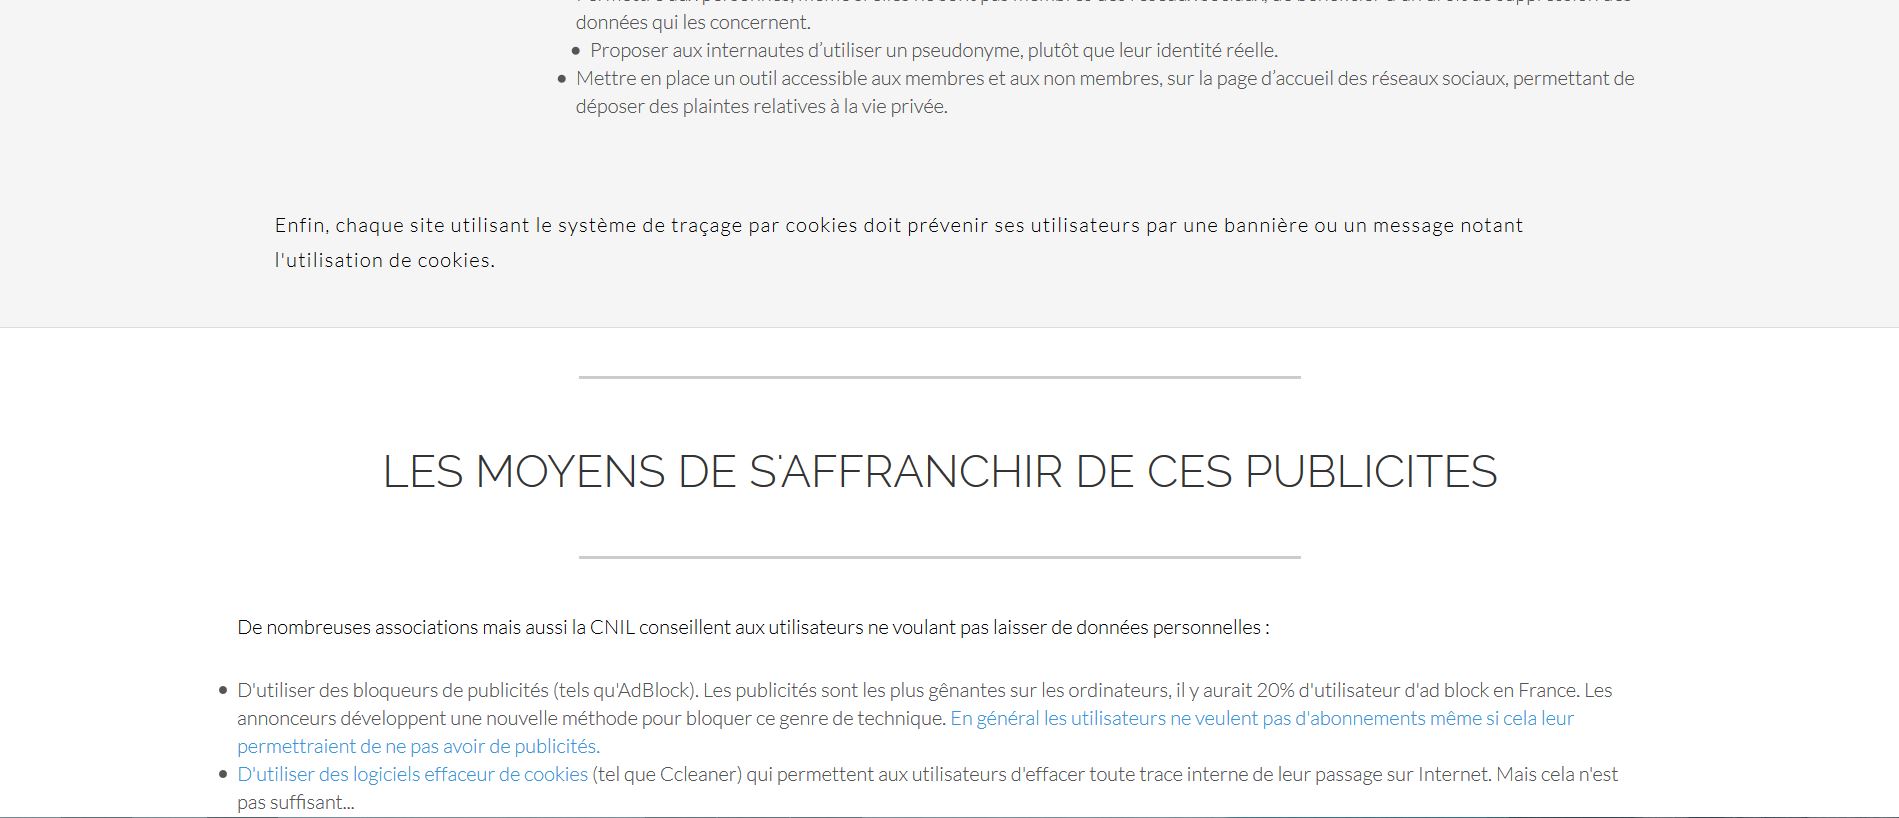 données qui les concernent.
• Proposer aux internautes d’utiliser un pseudonyme, plutôt que leur identité réelle.
• Mettre en place un outil accessible aux membres et aux non membres, sur la page d’accueil des réseaux sociaux, permettant de
déposer des plaintes relatives à la vie privée.
Enfin, chaque site utilisant le système de traçage par cookies doit prévenir ses utilisateurs par une bannière ou un message notant
l'utilisation de cookies.
LES MOYENS DE S'AFFRANCHIR DE CES PUBLICITES
De nombreuses associations mais aussi la CNIL conseillent aux utilisateurs ne voulant pas laisser de données personnelles :
• D'utiliser des bloqueurs de publicités (tels qu'AdBlock). Les publicités sont les plus gênantes sur les ordinateurs, il y aurait 20% d'utilisateur d'ad block en France. Les
annonceurs développent une nouvelle méthode pour bloquer ce genre de technique. En général les utilisateurs ne veulent pas d'abonnements même si cela leur
permettraient de ne pas avoir de publicités.
• D'utiliser des logiciels effaceur de cookies (tel que Ccleaner) qui permettent aux utilisateurs d'effacer toute trace interne de leur passage sur Internet. Mais cela n'est
pas suffisant...